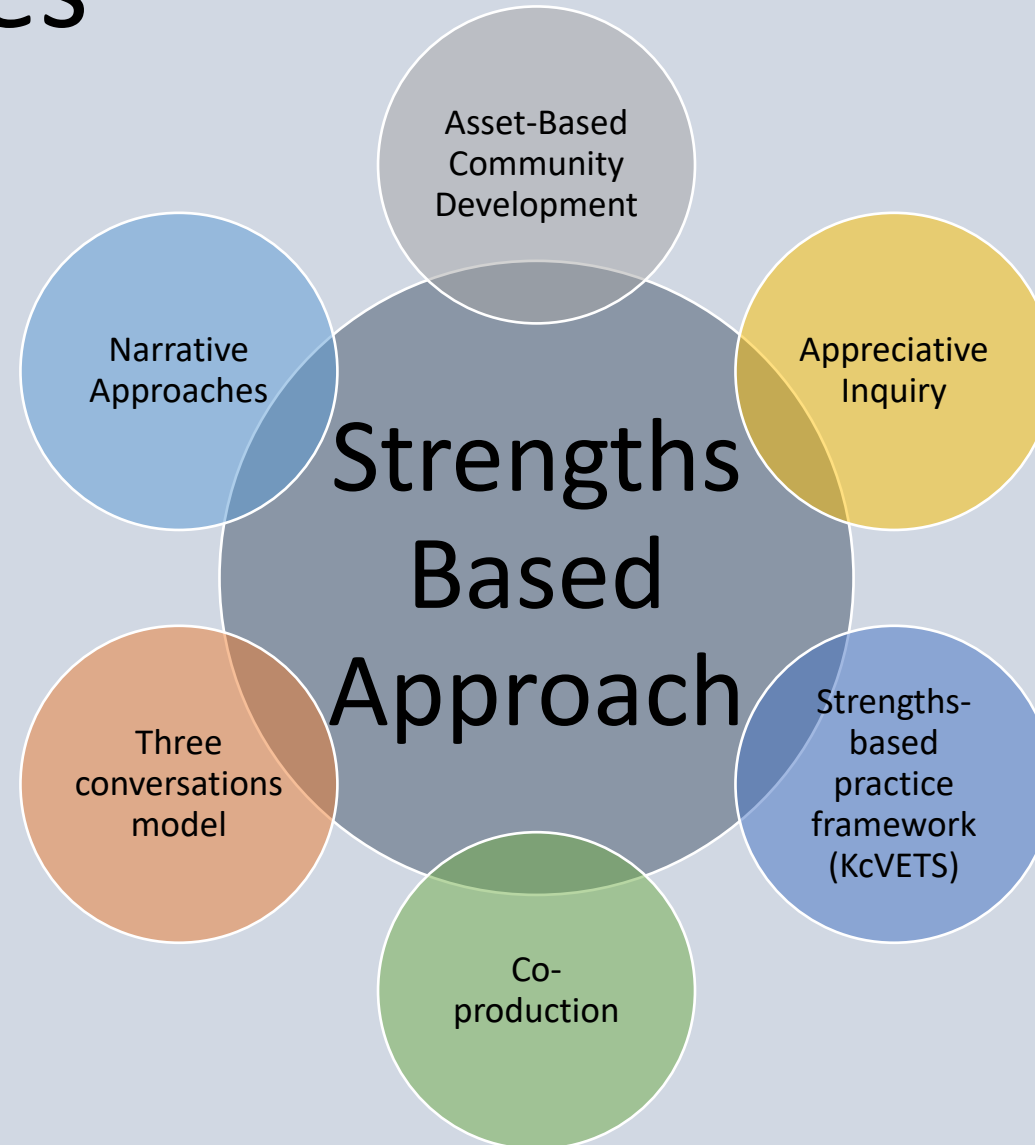 Asset-Based
Community
Development
Narrative
Approaches
Appreciative
Inquiry
Strengths
Based
Approach
Three
conversations
model
Strengths-
based
practice
framework
(KcVETS)
Co-
production